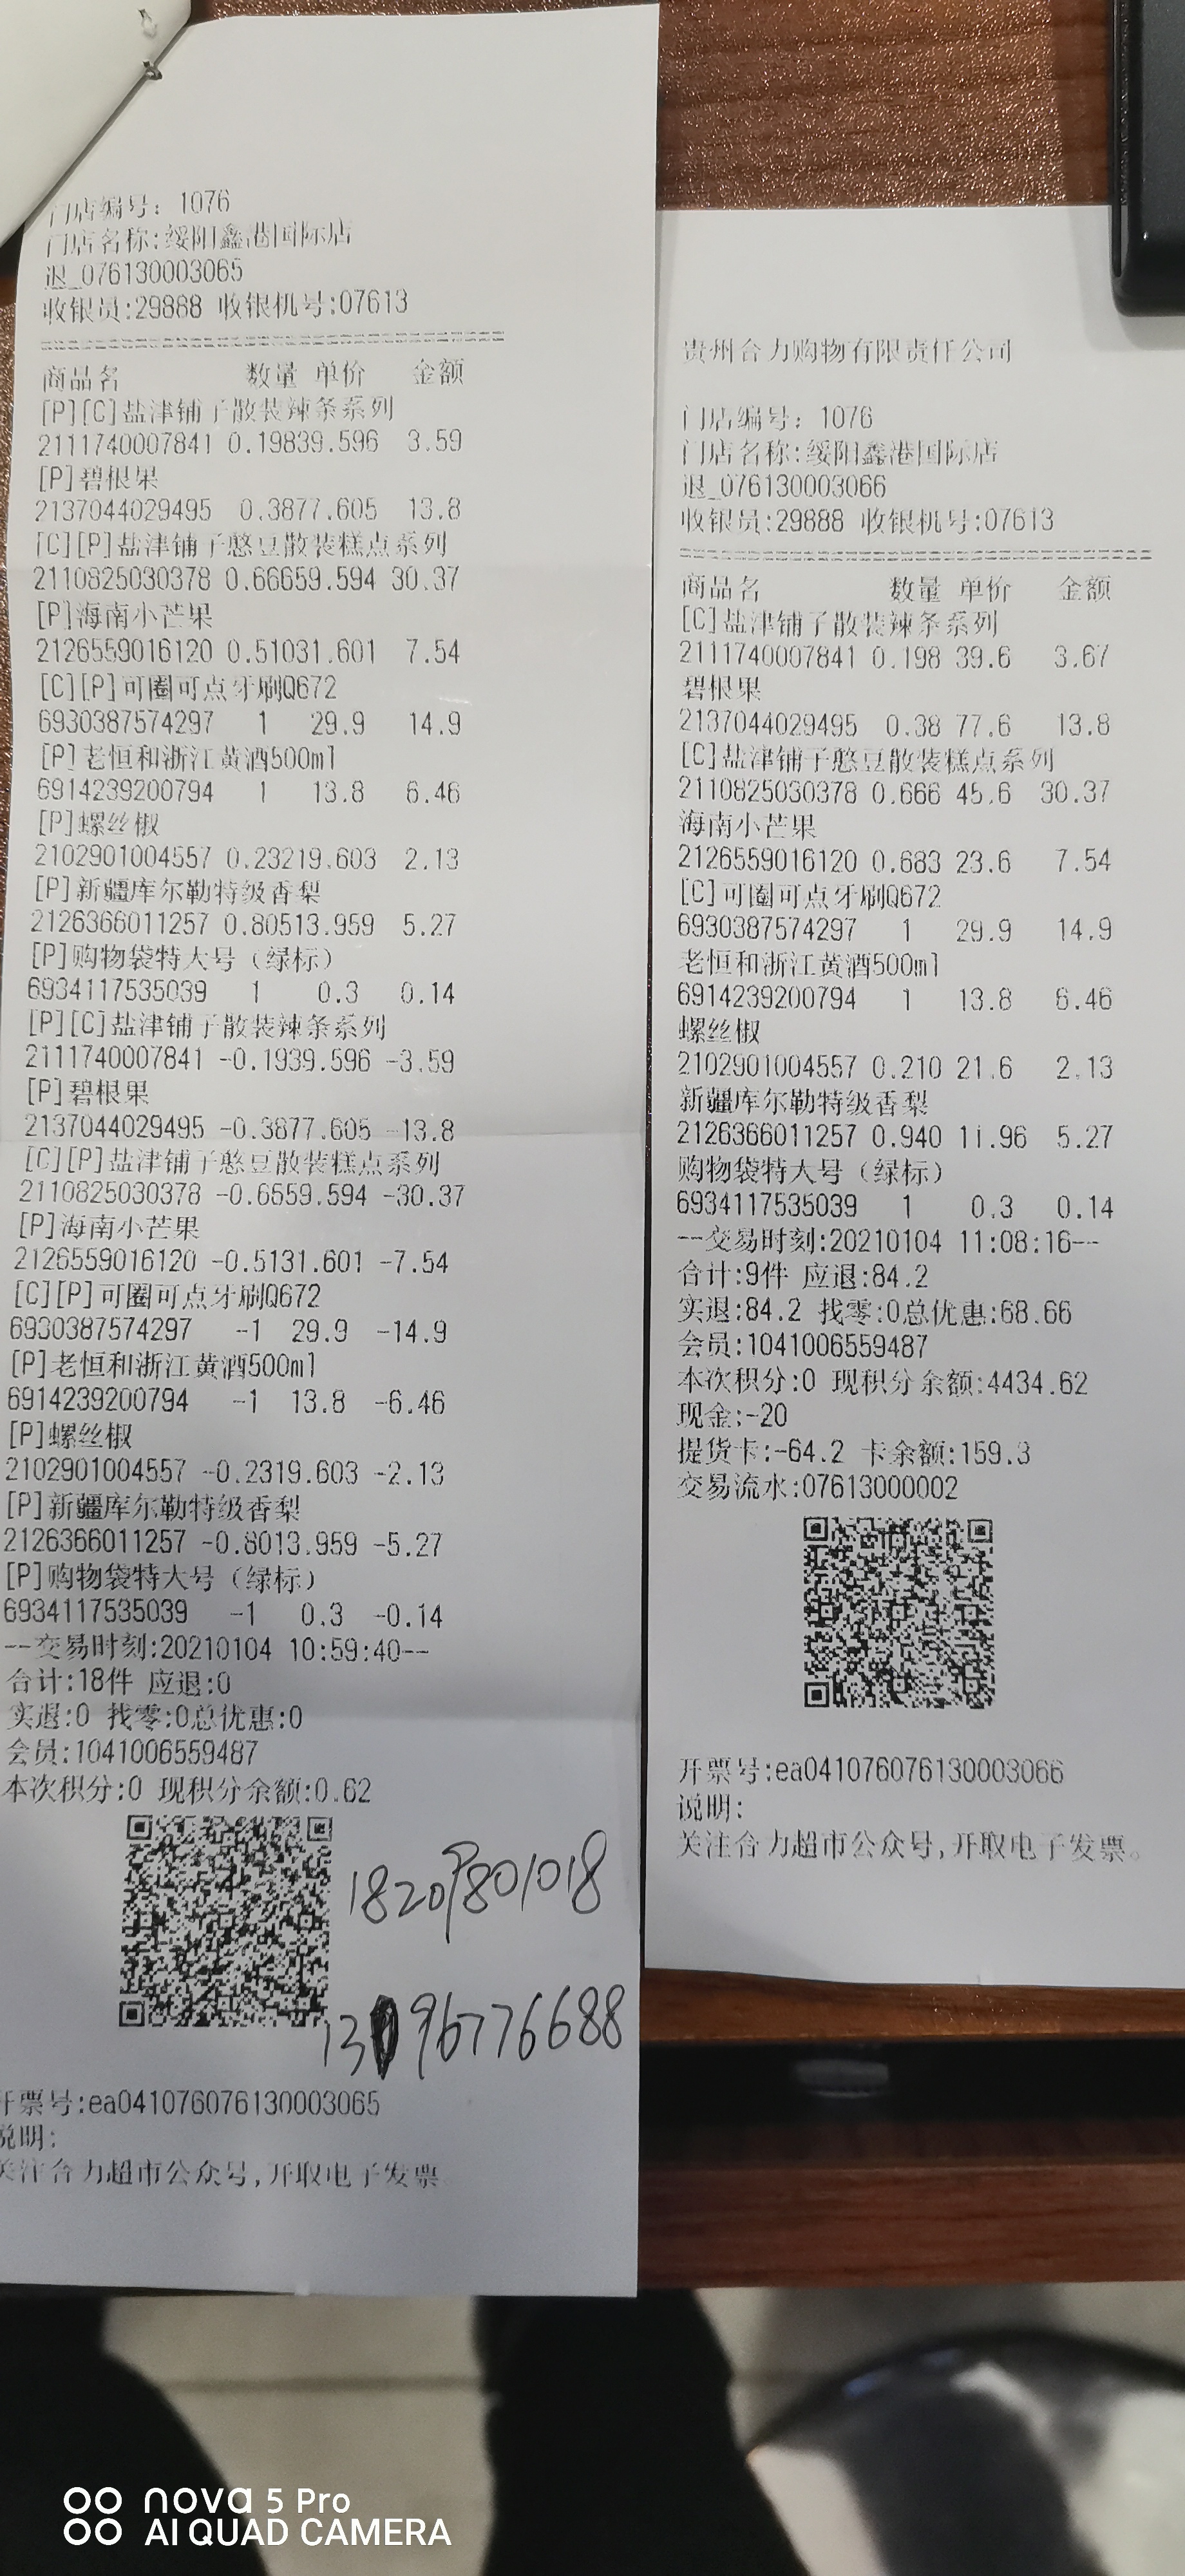 门店编号: 1076
门店名称:绥阳鑫港国际店
退_076130003065
收银员:29888 收银机号:07613
商品名 数量 单价 金额
[P][C]盐津铺子散装辣条系列
2111740007841 0.19839.596 3.59
[P]碧根果
2137044029495 0.3877.605 13.8
[C][P]盐津铺子憨豆散装糕点系列
2110825030378 0.66659.594 30.37
[P]海南小芒果
2126559016120 0.51031.601 7.54
[C][P]可圈可点牙刷Q672
6930387574297 1 29.9 14.9
[P]老恒和浙江黄酒500ml
6914239200794 1 13.8 6.46
[P]螺丝椒
2102901004557 0.23219.603 2.13
[P]新疆库尔勒特级香梨
2126366011257 0.80513.959 5.27
[P]购物袋特大号（绿标）
6934117535039 1 0.3 0.14
[P][C]盐津铺子散装辣条系列
2111740007841 -0.1939.596 -3.59
[P]碧根果
2137044029495 -0.3877.605 -13.8
[C][P]盐津铺子憨豆散装糕点系列
2110825030378 -0.6659.594 -30.37
[P]海南小芒果
2126559016120 -0.5131.601 -7.54
[C][P]可圈可点牙刷Q672
6930387574297 -1 29.9 -14.9
[P]老恒和浙江黄酒500ml
6914239200794 -1 13.8 -6.46
[P]螺丝椒
2102901004557 -0.2319.603 -2.13
[P]新疆库尔勒特级香梨
2126366011257 -0.8013.959 -5.27
[P]购物袋特大号（绿标）
6934117535039 -1 0.3 -0.14
--交易时刻:20210104 10:59:40--
合计:18件 应退:0
实退:0 找零:0总优惠:0
会员:1041006559487
本次积分:0 现积分余额:0.62
13096776688
开票号:ea041076076130003065
说明:
关注合力超市公众号,开取电子发票
贵州合力购物有限责任公司
门店编号: 1076
门店名称:绥阳鑫港国际店
退_076130003066
收银员:29888 收银机号:07613
商品名 数量 单价 金额
[C]盐津铺子散装辣条系列
2111740007841 0.198 39.6 3.67
碧根果
2137044029495 0.38 77.6 13.8
[C]盐津铺子憨豆散装糕点系列
2110825030378 0.666 45.6 30.37
海南小芒果
2126559016120 0.683 23.6 7.54
[C]可圈可点牙刷Q672
6930387574297 1 29.9 14.9
老恒和浙江黄酒500ml
6914239200794 1 13.8 6.46
螺丝椒
2102901004557 0.210 21.6 2.13
新疆库尔勒特级香梨
2126366011257 0.940 11.96 5.27
购物袋特大号（绿标）
6934117535039 1 0.3 0.14
--交易时刻:20210104 11:08:16--
合计:9件 应退:84.2
实退:84.2 找零:0总优惠:68.66
会员:1041006559487
本次积分:0 现积分余额:4434.62
现金:-20
提货卡:-64.2 卡余额:159.3
交易流水:07613000002
开票号:ea041076076130003066
说明:
关注合力超市公众号,开取电子发票。
nova 5 Pro
AI QUAD CAMERA